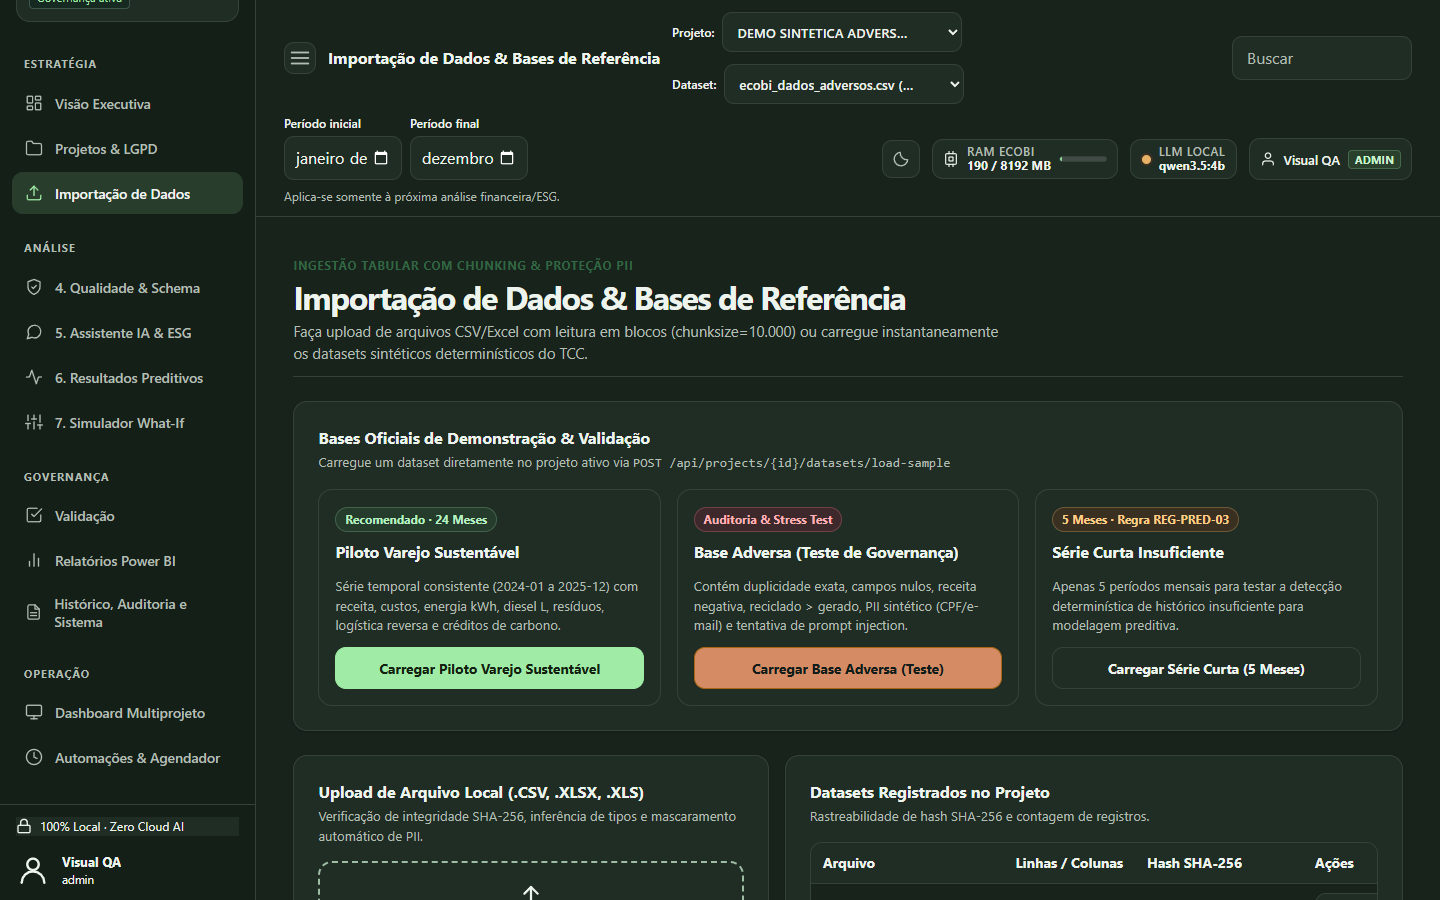 Governança ativa
ESTRATÉGIA
Visão Executiva
Projetos & LGPD
Importação de Dados
ANÁLISE
4. Qualidade & Schema
5. Assistente IA & ESG
6. Resultados Preditivos
7. Simulador What-If
GOVERNANÇA
Validação
Relatórios Power BI
Histórico, Auditoria e
Sistema
OPERAÇÃO
Dashboard Multiprojeto
Automações & Agendador
100% Local · Zero Cloud AI
Visual QA
admin
Importação de Dados & Bases de Referência
Projeto:
DEMO SINTETICA ADVERS...
Dataset:
ecobi_dados_adversos.csv (...
Buscar
Período inicial
Período final
janeiro de
dezembro
Aplica-se somente à próxima análise financeira/ESG.
RAM ECOBI
190 / 8192 MB
LLM LOCAL
qwen3.5:4b
Visual QA
ADMIN
INGESTÃO TABULAR COM CHUNKING & PROTEÇÃO PII
Importação de Dados & Bases de Referência
Faça upload de arquivos CSV/Excel com leitura em blocos (chunksize=10.000) ou carregue instantaneamente
os datasets sintéticos determinísticos do TCC.
Bases Oficiais de Demonstração & Validação
Carregue um dataset diretamente no projeto ativo via POST /api/projects/{id}/datasets/load-sample
Recomendado · 24 Meses
Piloto Varejo Sustentável
Série temporal consistente (2024-01 a 2025-12) com
receita, custos, energia kWh, diesel L, resíduos,
logística reversa e créditos de carbono.
Carregar Piloto Varejo Sustentável
Auditoria & Stress Test
Base Adversa (Teste de Governança)
Contém duplicidade exata, campos nulos, receita
negativa, reciclado > gerado, PII sintético (CPF/e-
mail) e tentativa de prompt injection.
Carregar Base Adversa (Teste)
5 Meses · Regra REG-PRED-03
Série Curta Insuficiente
Apenas 5 períodos mensais para testar a detecção
determinística de histórico insuficiente para
modelagem preditiva.
Carregar Série Curta (5 Meses)
Upload de Arquivo Local (.CSV, .XLSX, .XLS)
Verificação de integridade SHA-256, inferência de tipos e mascaramento
automático de PII.
Datasets Registrados no Projeto
Rastreabilidade de hash SHA-256 e contagem de registros.
Arquivo
Linhas / Colunas
Hash SHA-256
Ações